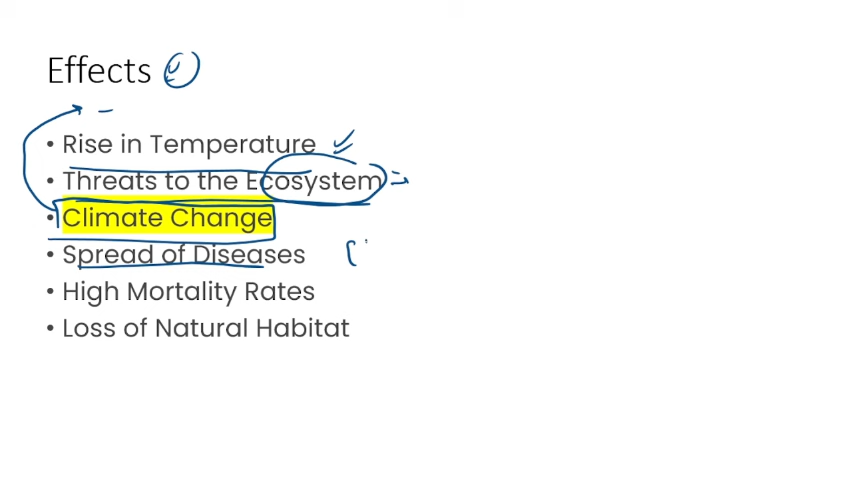 Effects
• Rise in Temperature
• Threats to the Ecosystem
• Climate Change
• Spread of Diseases
• High Mortality Rates
• Loss of Natural Habitat